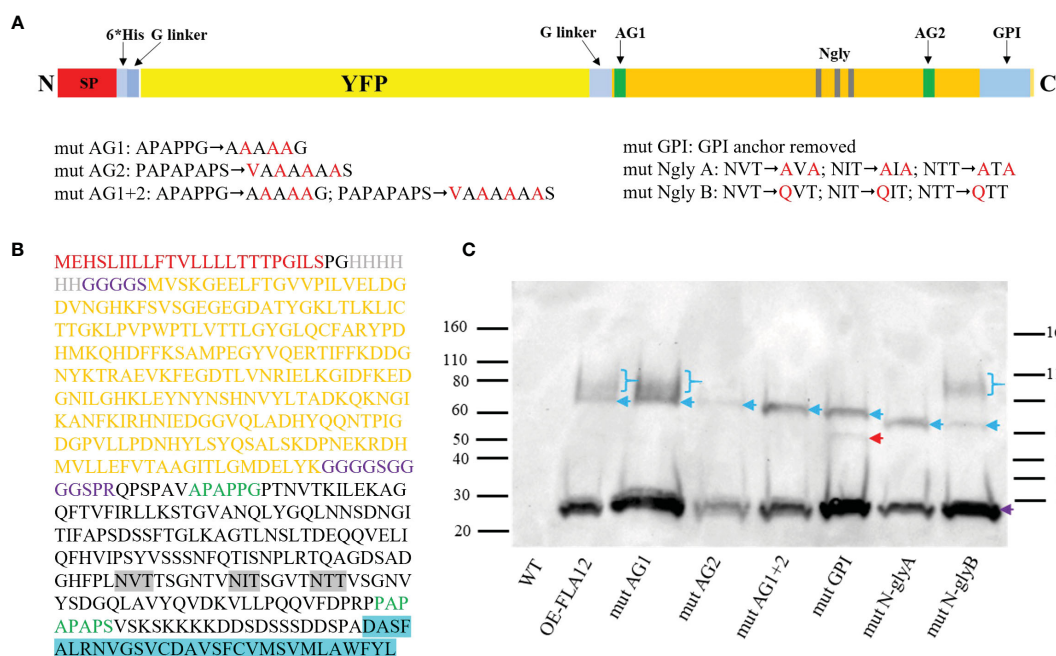 A
6*His G linker G linker AG1 Ngly AG2 GPI
N SP YFP C
mut AG1: APAPPG→AAAAAG
mut AG2: PAPAPAPS→VAAAAAAS
mut AG1+2: APAPPG→AAAAAG; PAPAPAPS→VAAAAAAS
mut GPI: GPI anchor removed
mut Ngly A: NVT→AVA; NIT→AIA; NTT→ATA
mut Ngly B: NVT→QVT; NIT→QIT; NTT→QTT
B
MEHSLIILLFTVLLLLTTTPGILSPGHHHH
HHGGGGSMVSKGEELFTGVVPILVELDG
DVNGHKFSVSGEGEGDATYGKLTLKLIC
TTGKLPVPWPTLVTTLGYGLQCFARYPD
HMKQHDFFKSAMPEGYVQERTIFFKDDG
NYKTRAEVKFEGDTLVNRIELKGIDFKED
GNILGHKLEYNYNSHNVYLTADKQKNGI
KANFKIRHNIEDGGVQLADHYQQNTPIG
DGPVLLPDNHYLSYQSALSKDPNEKRDH
MVLLEFVTAAGITLGMDELYKGGGGSGG
GGSPRQPSPAVAPAPPGPTNVTKILEKAG
QFTVFIRLLKSTGVANQLYGQLNNSDNGI
TIFAPSDSSFTGLKAGTLNSLTDEQQVELI
QFHVIPSYVSSSNFQTISNPLRTQAGDSAD
GHFPLNVTTSGNTVNITSGVTNTTVSGNV
YSDGQLAVYQVDKVLLPQQVFDPRPPAP
APAPSVSKSKKKKDDSDSSSDDSPADASF
ALRNVGSVCDAVSFCVMSVMLAWFYL
C
160
110
80
60
50
40
30
20
16
1
WT
OE-FLA12
mut AG1
mut AG2
mut AG1+2
mut GPI
mut N-glyA
mut N-glyB